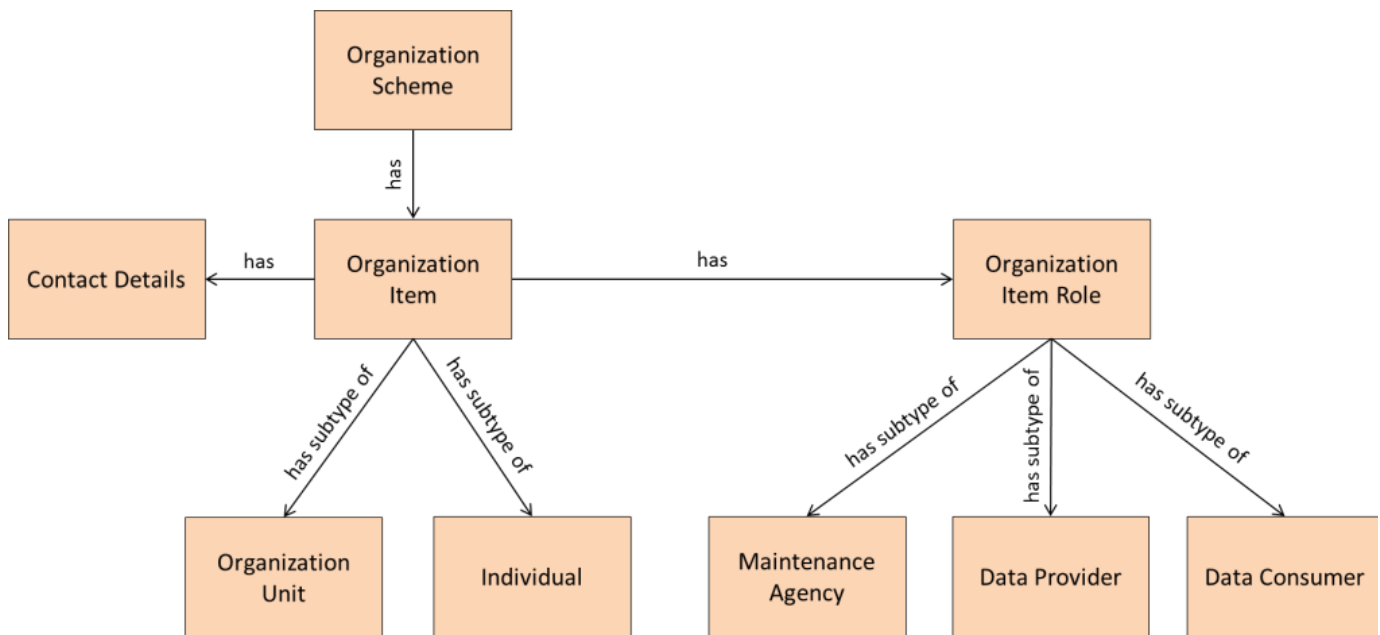 Organization
Scheme
has
Contact Details
has
Organization
Item
has
Organization
Item Role
has subtype of
has subtype of
has subtype of
has subtype of
has subtype of
Organization
Unit
Individual
Maintenance
Agency
Data Provider
Data Consumer